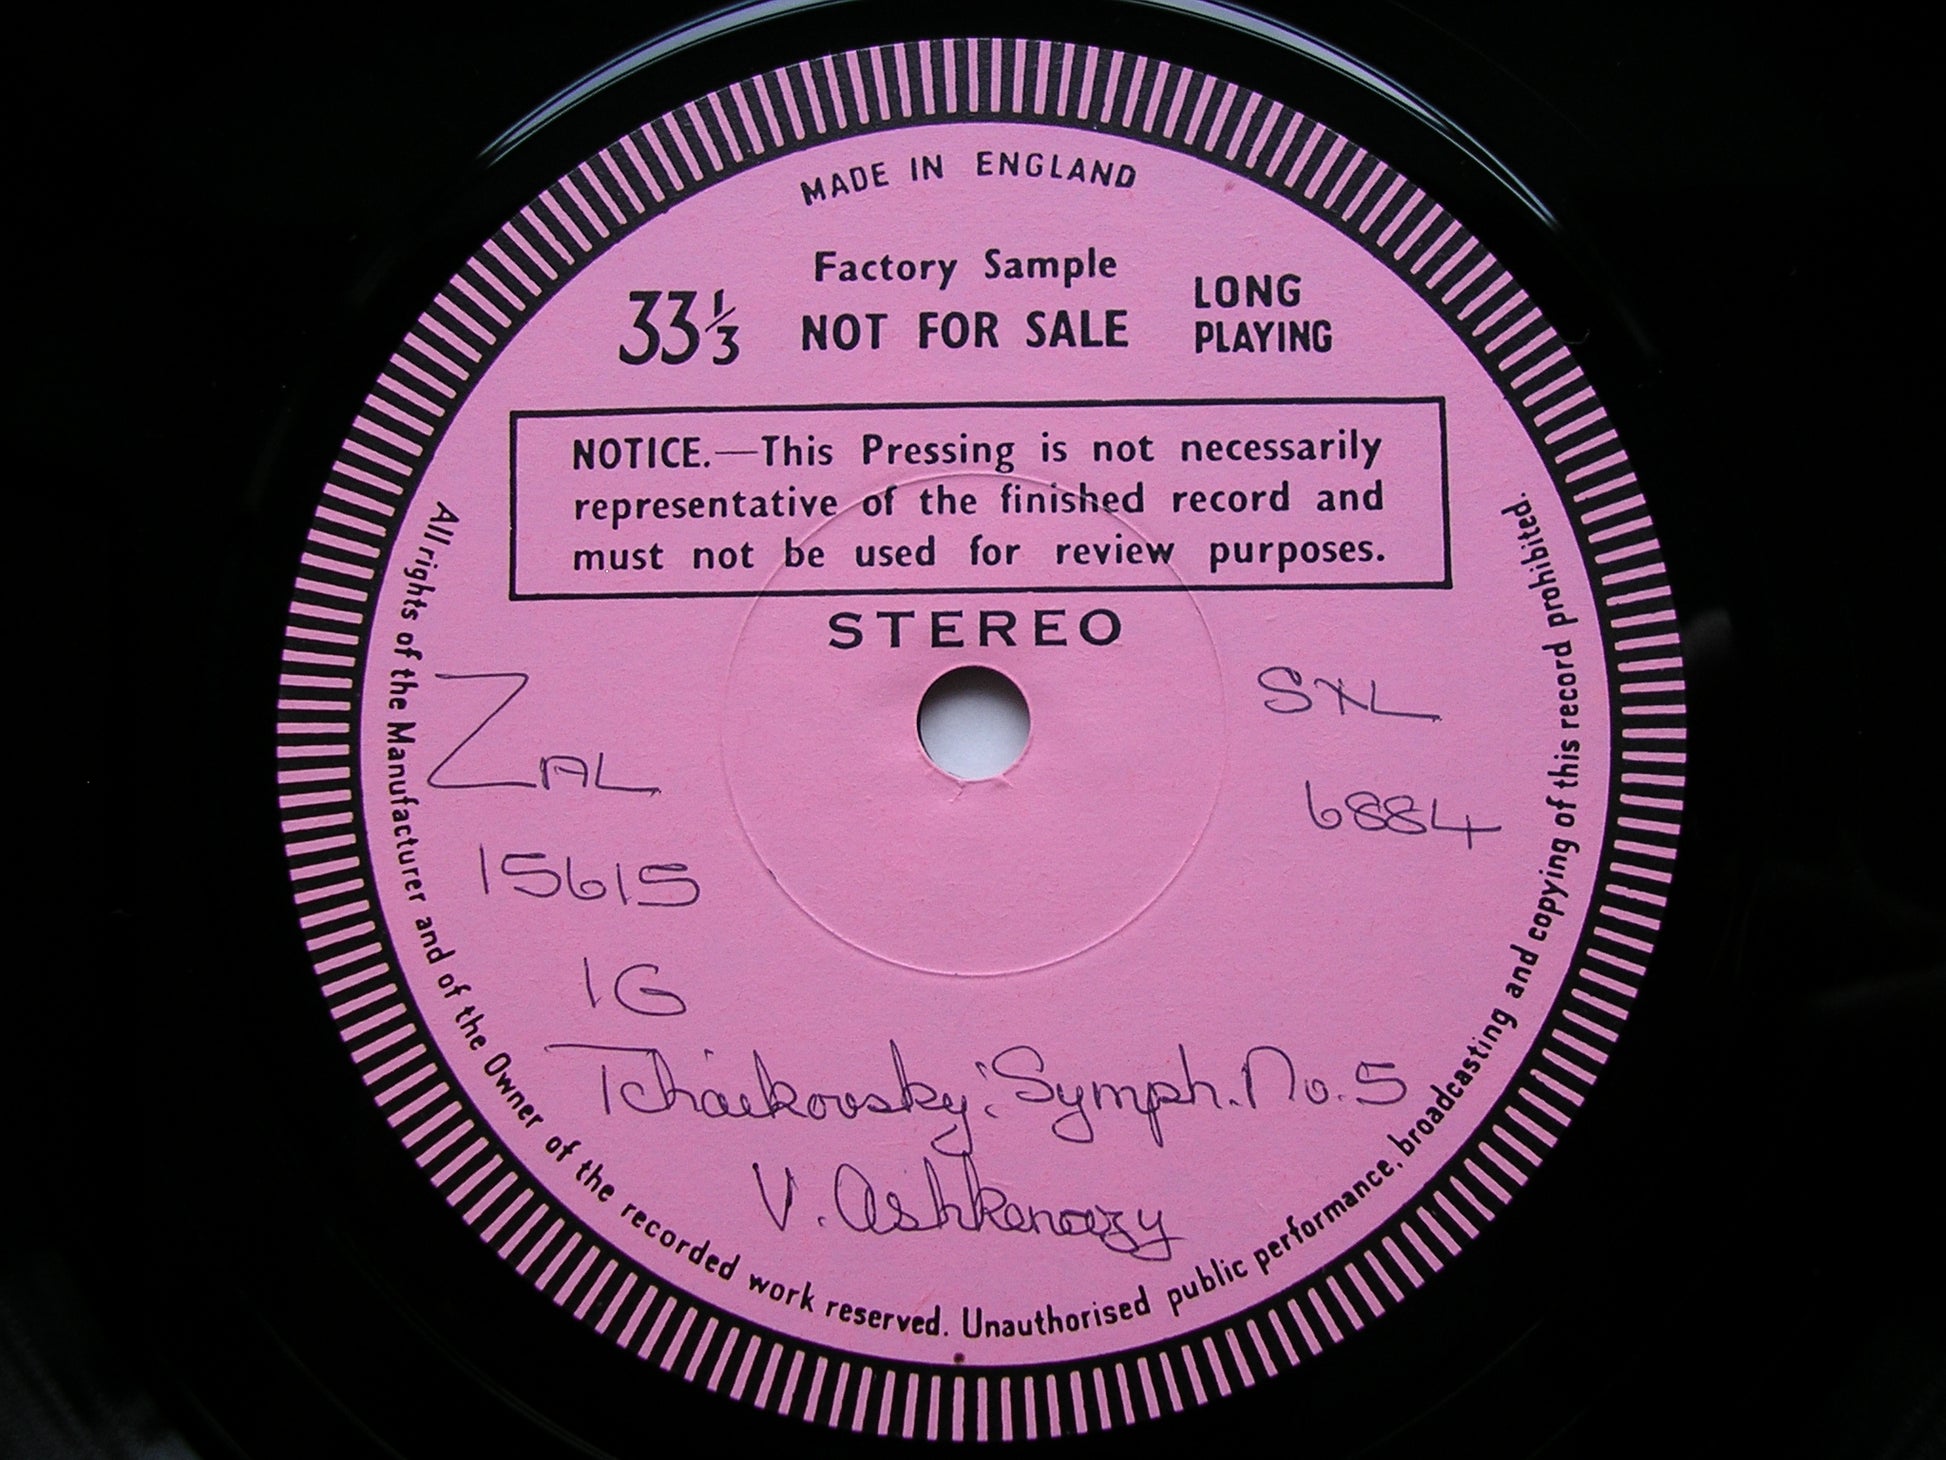 MADE IN ENGLAND
Factory Sample
33⅓ NOT FOR SALE
LONG
PLAYING
NOTICE.—This Pressing is not necessarily
representative of the finished record and
must not be used for review purposes.
STEREO
ZAL
15615
1G
SXL
6884
Tchaikovsky: Symph. No. 5
V. Ashkenazy
All rights of the Manufacturer and of the Owner of the recorded work reserved. Unauthorised public performance, broadcasting and copying of this record prohibited.